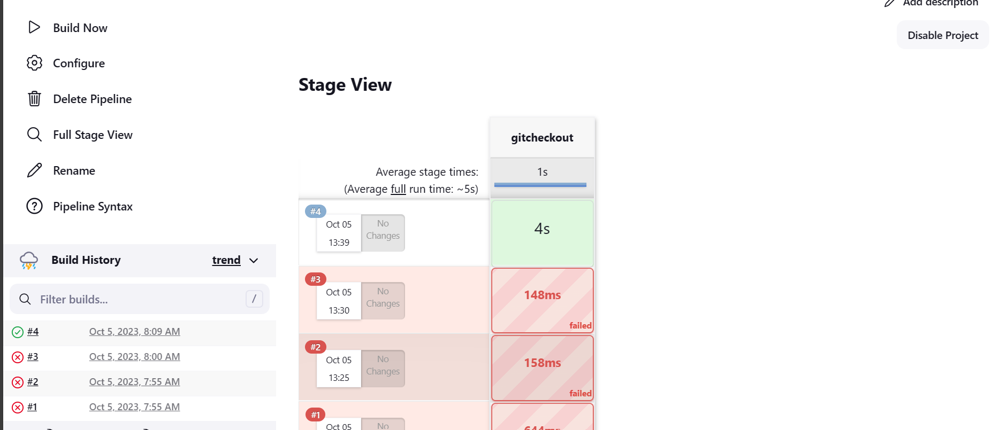 Add description
Disable Project
Build Now
Configure
Delete Pipeline
Full Stage View
Rename
Pipeline Syntax
Build History
trend
Filter builds...
/
#4 Oct 5, 2023, 8:09 AM
#3 Oct 5, 2023, 8:00 AM
#2 Oct 5, 2023, 7:55 AM
#1 Oct 5, 2023, 7:55 AM
Stage View
gitcheckout
Average stage times:
(Average full run time: ~5s)
1s
#4
Oct 05
13:39
No
Changes
4s
#3
Oct 05
13:30
No
Changes
148ms
failed
#2
Oct 05
13:25
No
Changes
158ms
failed
#1
Oct 05
No
644ms